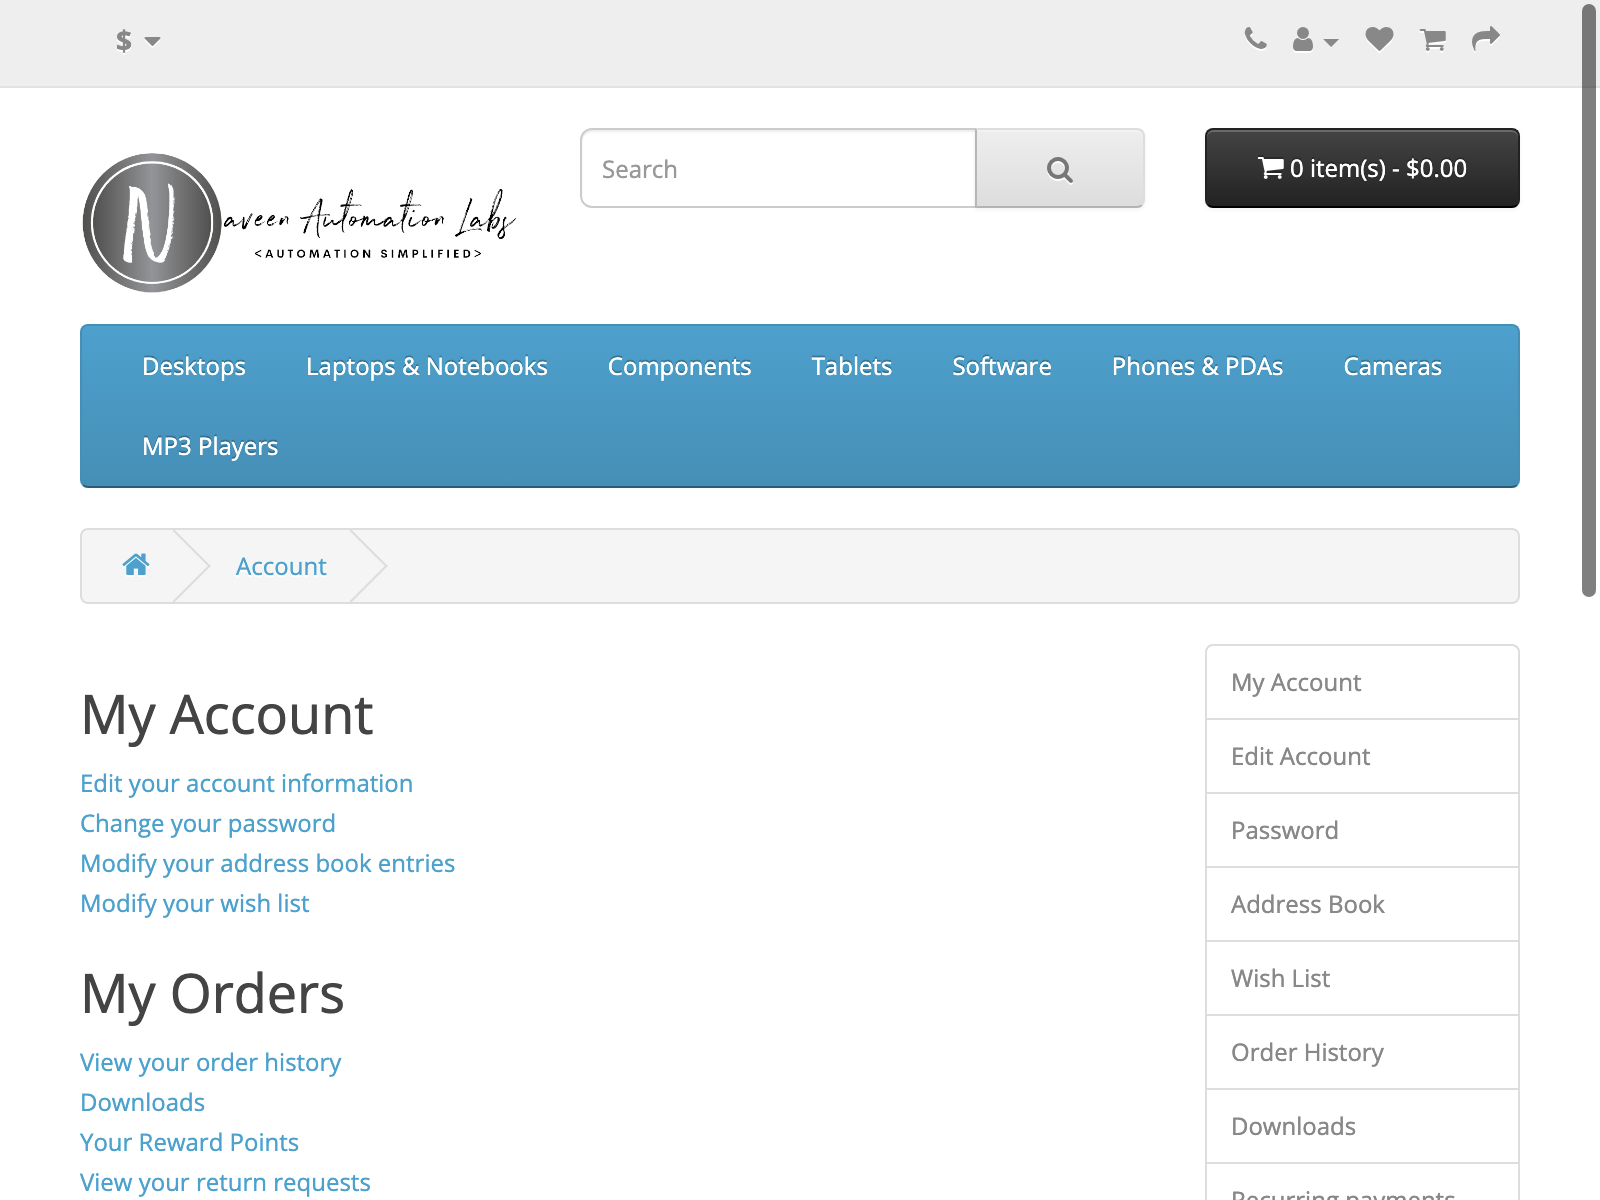 $
Search
0 item(s) - $0.00
N
aveen Automation Labs
<AUTOMATION SIMPLIFIED>
Desktops
Laptops & Notebooks
Components
Tablets
Software
Phones & PDAs
Cameras
MP3 Players
Account
My Account
Edit your account information
Change your password
Modify your address book entries
Modify your wish list
My Orders
View your order history
Downloads
Your Reward Points
View your return requests
My Account
Edit Account
Password
Address Book
Wish List
Order History
Downloads
Recurring payments